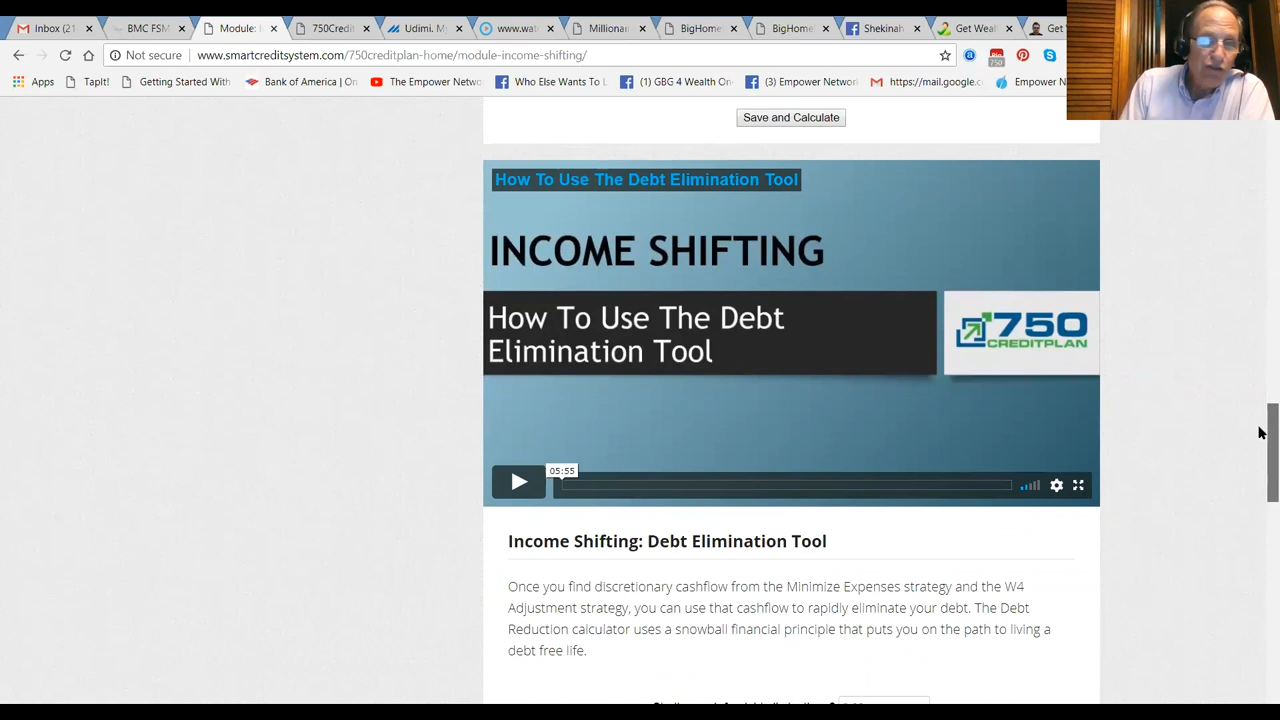 Inbox (21
BMC FSM
Module: I
750Credi
Udimi. M
www.wat
Millionai
BigHome
BigHome
Shekinah
Get Weal
Get
Not secure
www.smartcreditsystem.com/750creditplan-home/module-income-shifting/
Big
750
Apps
TapIt!
Getting Started With
Bank of America | On
The Empower Netwo
Who Else Wants To L
(1) GBG 4 Wealth On
(3) Empower Networ
https://mail.google.c
Empower N
Save and Calculate
How To Use The Debt Elimination Tool
INCOME SHIFTING
How To Use The Debt
Elimination Tool
750
CREDITPLAN
05:55
Income Shifting: Debt Elimination Tool
Once you find discretionary cashflow from the Minimize Expenses strategy and the W4
Adjustment strategy, you can use that cashflow to rapidly eliminate your debt. The Debt
Reduction calculator uses a snowball financial principle that puts you on the path to living a
debt free life.